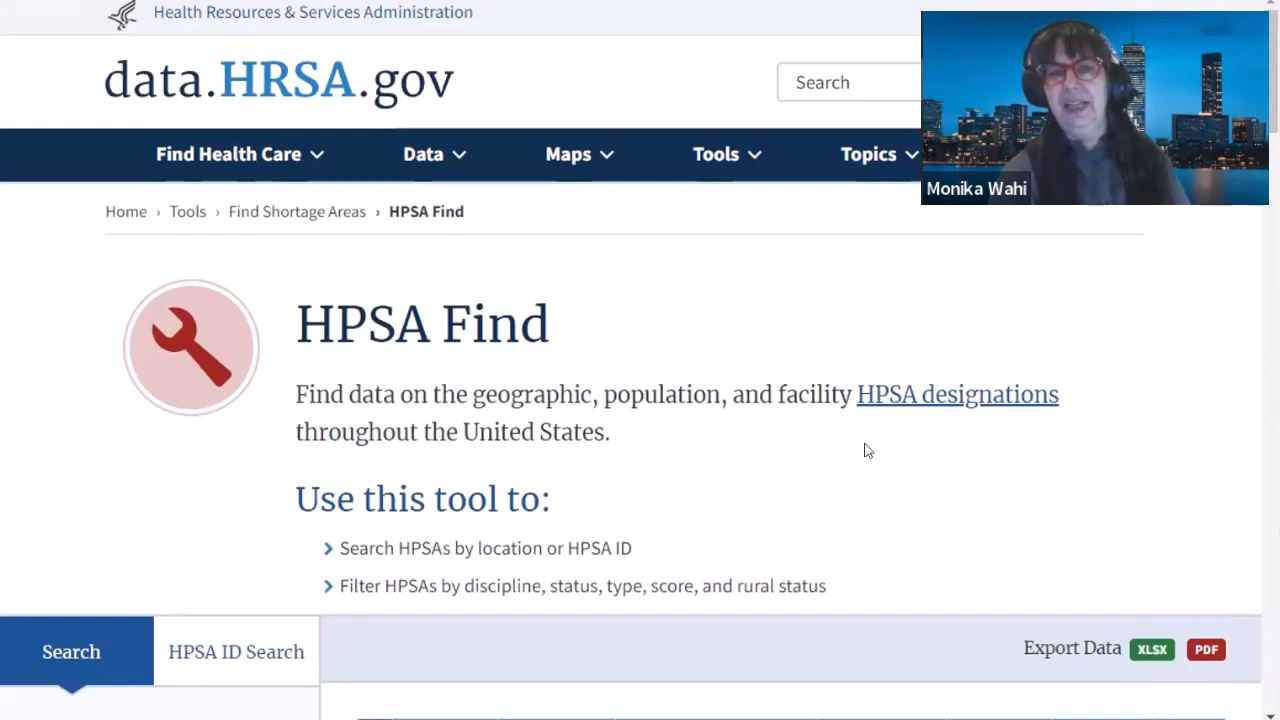 Health Resources & Services Administration
data.HRSA.gov
Search
Find Health Care
Data
Maps
Tools
Topics
Monika Wahi
Home › Tools › Find Shortage Areas › HPSA Find
HPSA Find
Find data on the geographic, population, and facility HPSA designations
throughout the United States.
Use this tool to:
Search HPSAs by location or HPSA ID
Filter HPSAs by discipline, status, type, score, and rural status
Search
HPSA ID Search
Export Data XLSX PDF